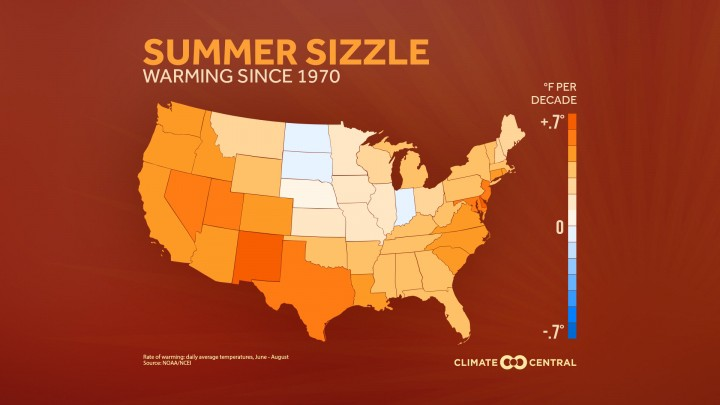 SUMMER SIZZLE
WARMING SINCE 1970
°F PER
DECADE
+.7°
0
-.7°
Rate of warming: daily average temperatures, June - August
Source: NOAA/NCEI
CLIMATE CENTRAL